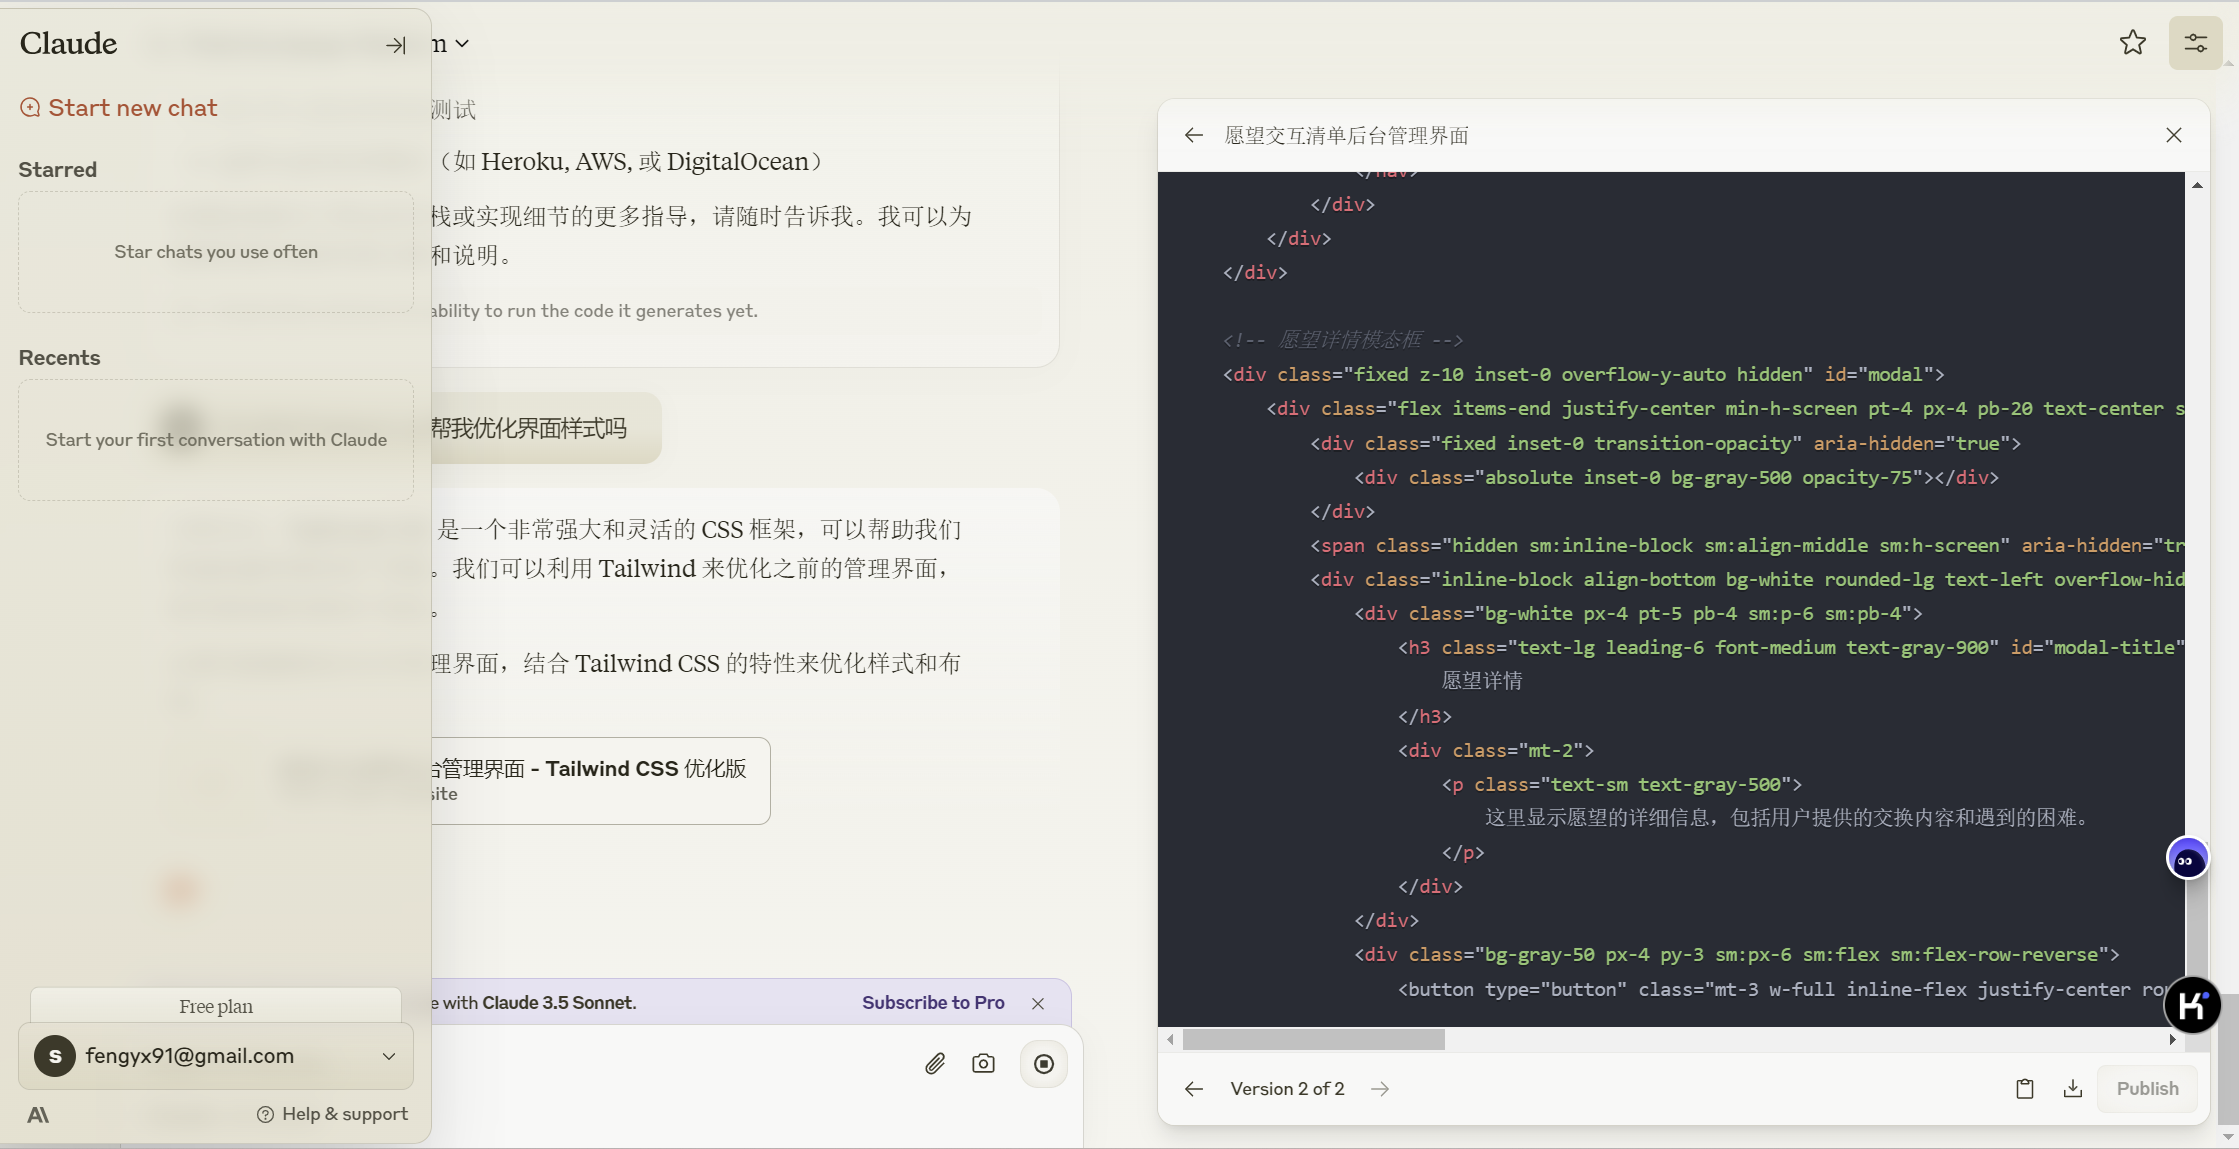 Claude
Start new chat
Starred
Star chats you use often
Recents
Start your first conversation with Claude
Free plan
S
fengyx91@gmail.com
Help & support
m
测试
（如 Heroku, AWS, 或 DigitalOcean）
栈或实现细节的更多指导，请随时告诉我。我可以为
和说明。
ability to run the code it generates yet.
帮我优化界面样式吗
是一个非常强大和灵活的 CSS 框架，可以帮助我们
。我们可以利用 Tailwind 来优化之前的管理界面，
。
理界面，结合 Tailwind CSS 的特性来优化样式和布
台管理界面 - Tailwind CSS 优化版
site
e with Claude 3.5 Sonnet.
Subscribe to Pro
愿望交互清单后台管理界面
</nav>
</div>
</div>
</div>
<!-- 愿望详情模态框 -->
<div class="fixed z-10 inset-0 overflow-y-auto hidden" id="modal">
<div class="flex items-end justify-center min-h-screen pt-4 px-4 pb-20 text-center s
<div class="fixed inset-0 transition-opacity" aria-hidden="true">
<div class="absolute inset-0 bg-gray-500 opacity-75"></div>
</div>
<span class="hidden sm:inline-block sm:align-middle sm:h-screen" aria-hidden="tr
<div class="inline-block align-bottom bg-white rounded-lg text-left overflow-hid
<div class="bg-white px-4 pt-5 pb-4 sm:p-6 sm:pb-4">
<h3 class="text-lg leading-6 font-medium text-gray-900" id="modal-title"
愿望详情
</h3>
<div class="mt-2">
<p class="text-sm text-gray-500">
这里显示愿望的详细信息，包括用户提供的交换内容和遇到的困难。
</p>
</div>
</div>
<div class="bg-gray-50 px-4 py-3 sm:px-6 sm:flex sm:flex-row-reverse">
<button type="button" class="mt-3 w-full inline-flex justify-center rou
Version 2 of 2
Publish